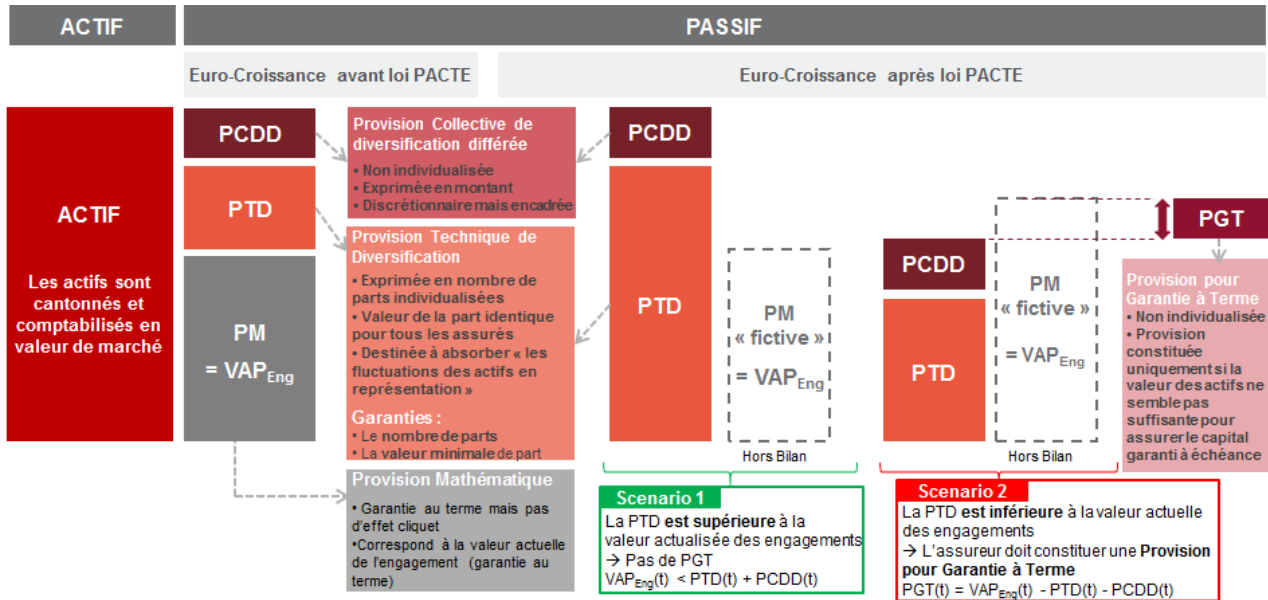 ACTIF
PASSIF
Euro-Croissance avant loi PACTE
Euro-Croissance après loi PACTE
ACTIF
Les actifs sont
cantonnés et
comptabilisés en
valeur de marché
PCDD
PTD
PM
= VAPEng
Provision Collective de
diversification différée
• Non individualisée
• Exprimée en montant
• Discrétionnaire mais encadrée
Provision Technique de
Diversification
• Exprimée en nombre de
parts individualisées
• Valeur de la part identique
pour tous les assurés
• Destinée à absorber « les
fluctuations des actifs en
représentation »
Garanties :
• Le nombre de parts
• La valeur minimale de part
Provision Mathématique
• Garantie au terme mais pas
d'effet cliquet
•Correspond à la valeur actuelle
de l'engagement (garantie au
terme)
PCDD
PTD
PM
« fictive »
= VAPEng
Hors Bilan
Scenario 1
La PTD est supérieure à la
valeur actualisée des engagements
→ Pas de PGT
VAPEng(t) < PTD(t) + PCDD(t)
PCDD
PTD
PM
« fictive »
= VAPEng
Hors Bilan
PGT
Provision pour
Garantie à Terme
• Non individualisée
• Provision
constituée
uniquement si la
valeur des actifs ne
semble pas
suffisante pour
assurer le capital
garanti à échéance
Scenario 2
La PTD est inférieure à la valeur actuelle
des engagements
→ L'assureur doit constituer une Provision
pour Garantie à Terme
PGT(t) = VAPEng(t) - PTD(t) - PCDD(t)